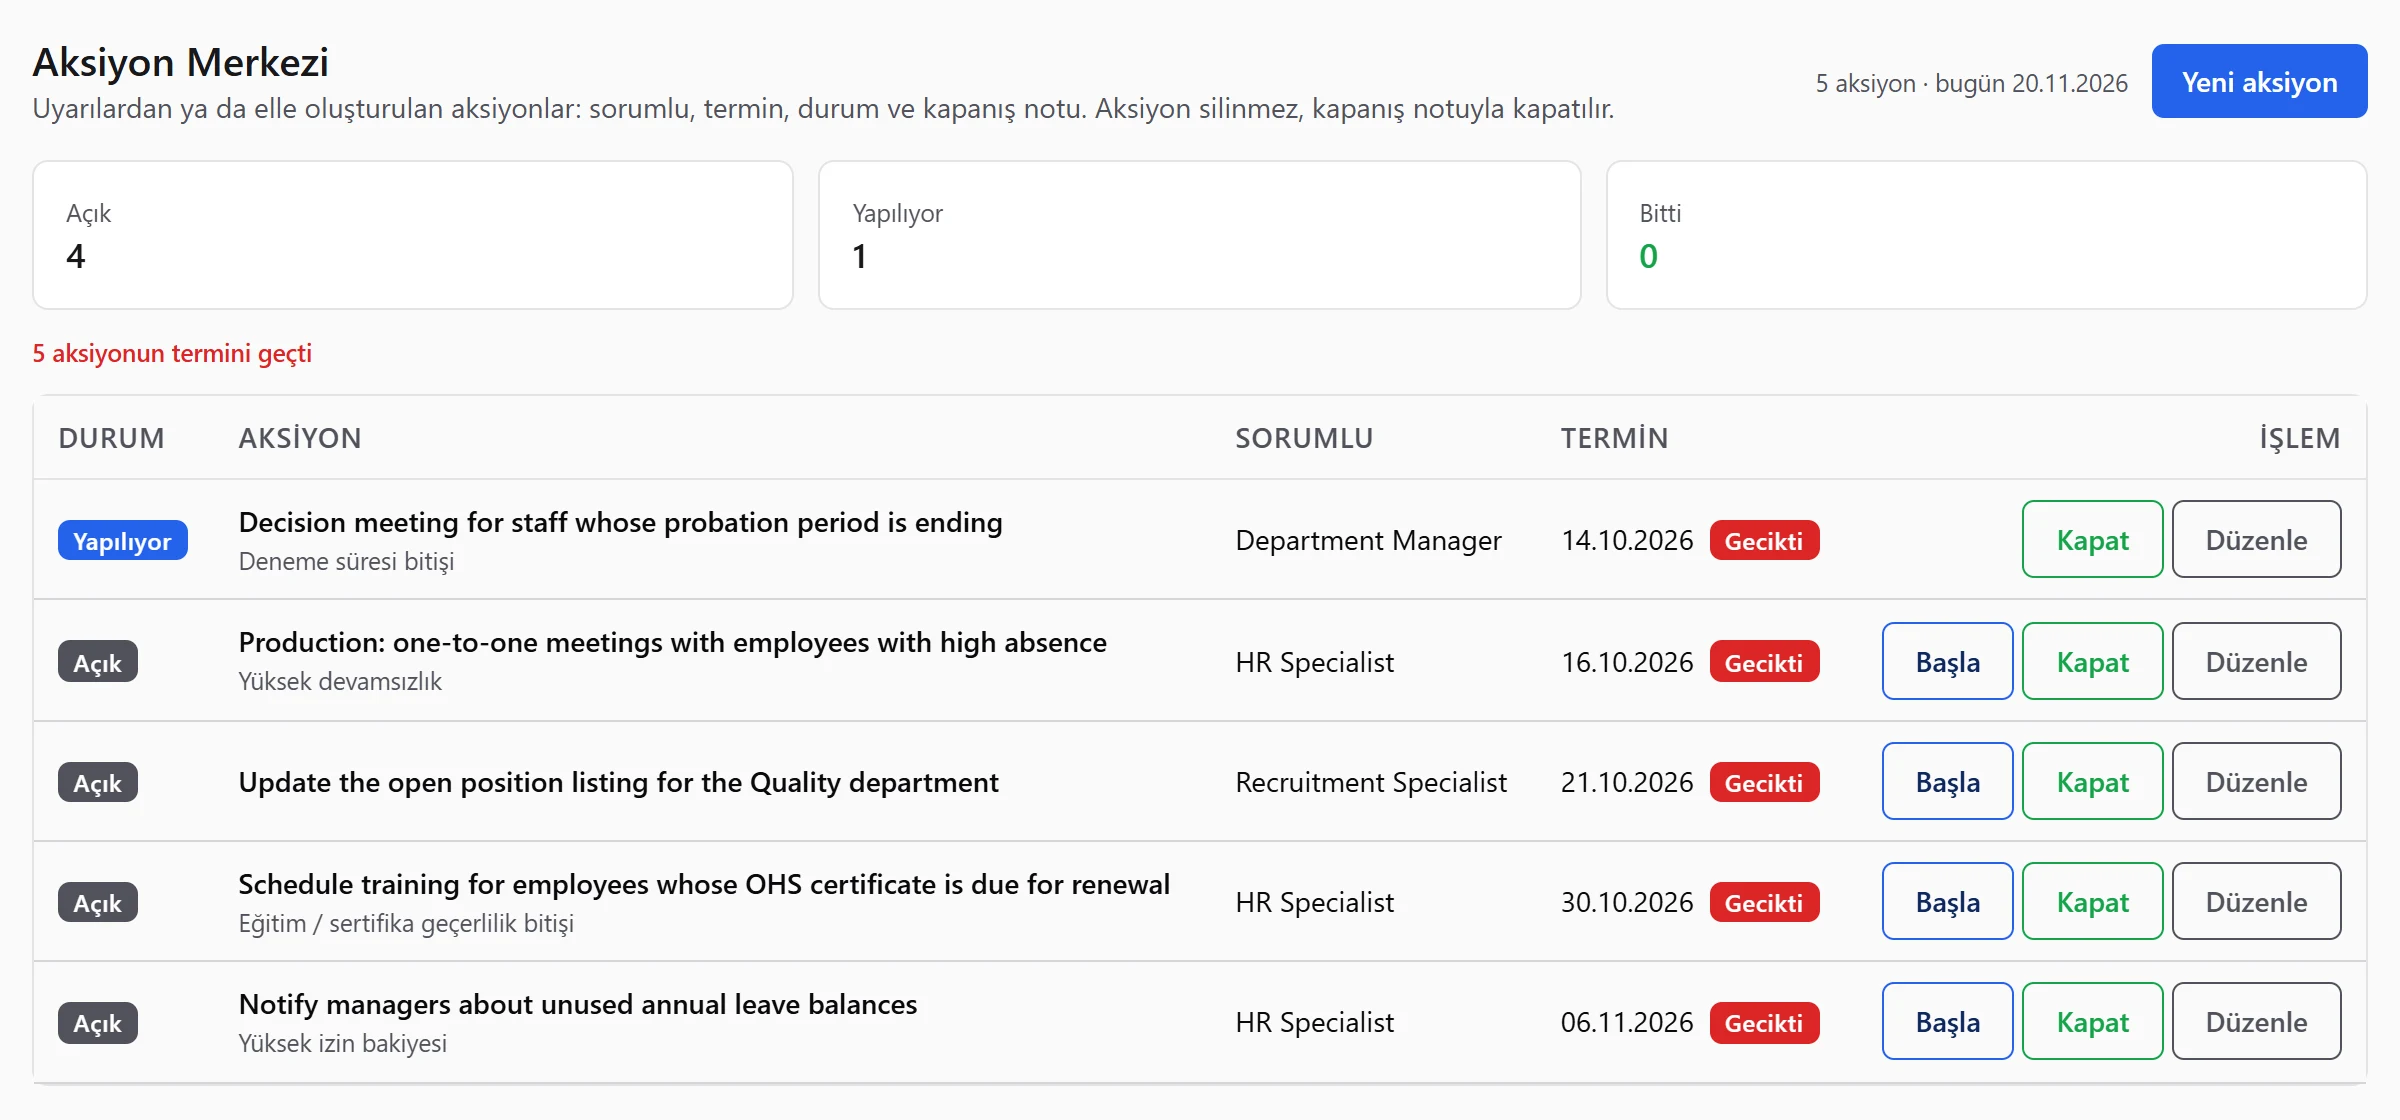 Aksiyon Merkezi
Uyarılardan ya da elle oluşturulan aksiyonlar: sorumlu, termin, durum ve kapanış notu. Aksiyon silinmez, kapanış notuyla kapatılır.
5 aksiyon · bugün 20.11.2026
Yeni aksiyon
Açık
4
Yapılıyor
1
Bitti
0
5 aksiyonun termini geçti
DURUM AKSİYON SORUMLU TERMİN İŞLEM
Yapılıyor Decision meeting for staff whose probation period is ending Department Manager 14.10.2026 Gecikti Kapat Düzenle
Deneme süresi bitişi
Açık Production: one-to-one meetings with employees with high absence HR Specialist 16.10.2026 Gecikti Başla Kapat Düzenle
Yüksek devamsızlık
Açık Update the open position listing for the Quality department Recruitment Specialist 21.10.2026 Gecikti Başla Kapat Düzenle
Açık Schedule training for employees whose OHS certificate is due for renewal HR Specialist 30.10.2026 Gecikti Başla Kapat Düzenle
Eğitim / sertifika geçerlilik bitişi
Açık Notify managers about unused annual leave balances HR Specialist 06.11.2026 Gecikti Başla Kapat Düzenle
Yüksek izin bakiyesi